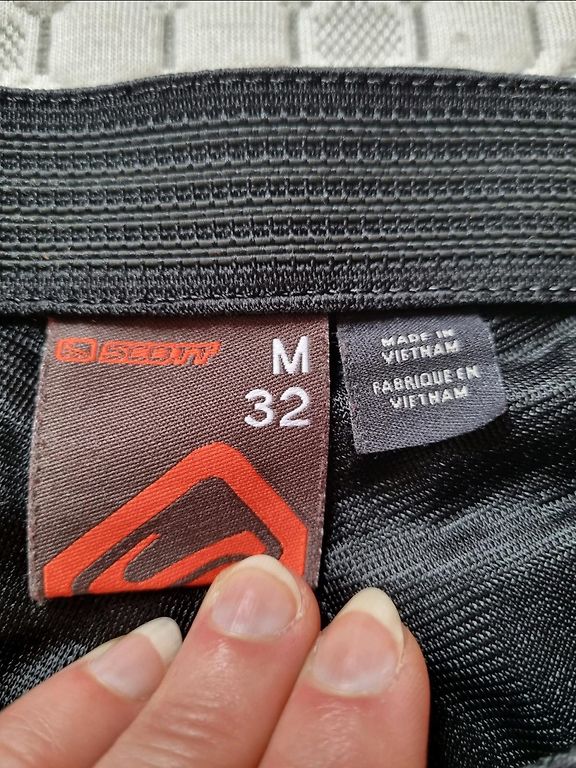 SCOTT
M
32
MADE IN
VIETNAM
FABRIQUE EN
VIETNAM